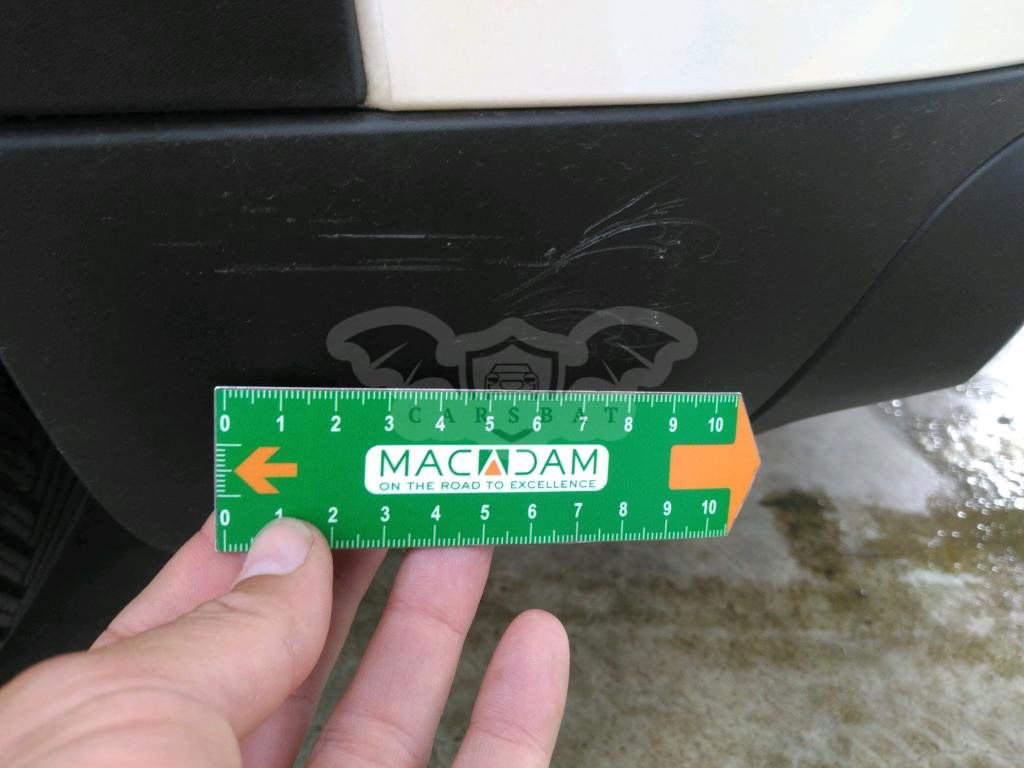 0 1 2 3 4 5 6 7 8 9 10
CARSBAT
MACADAM
ON THE ROAD TO EXCELLENCE
0 1 2 3 4 5 6 7 8 9 10